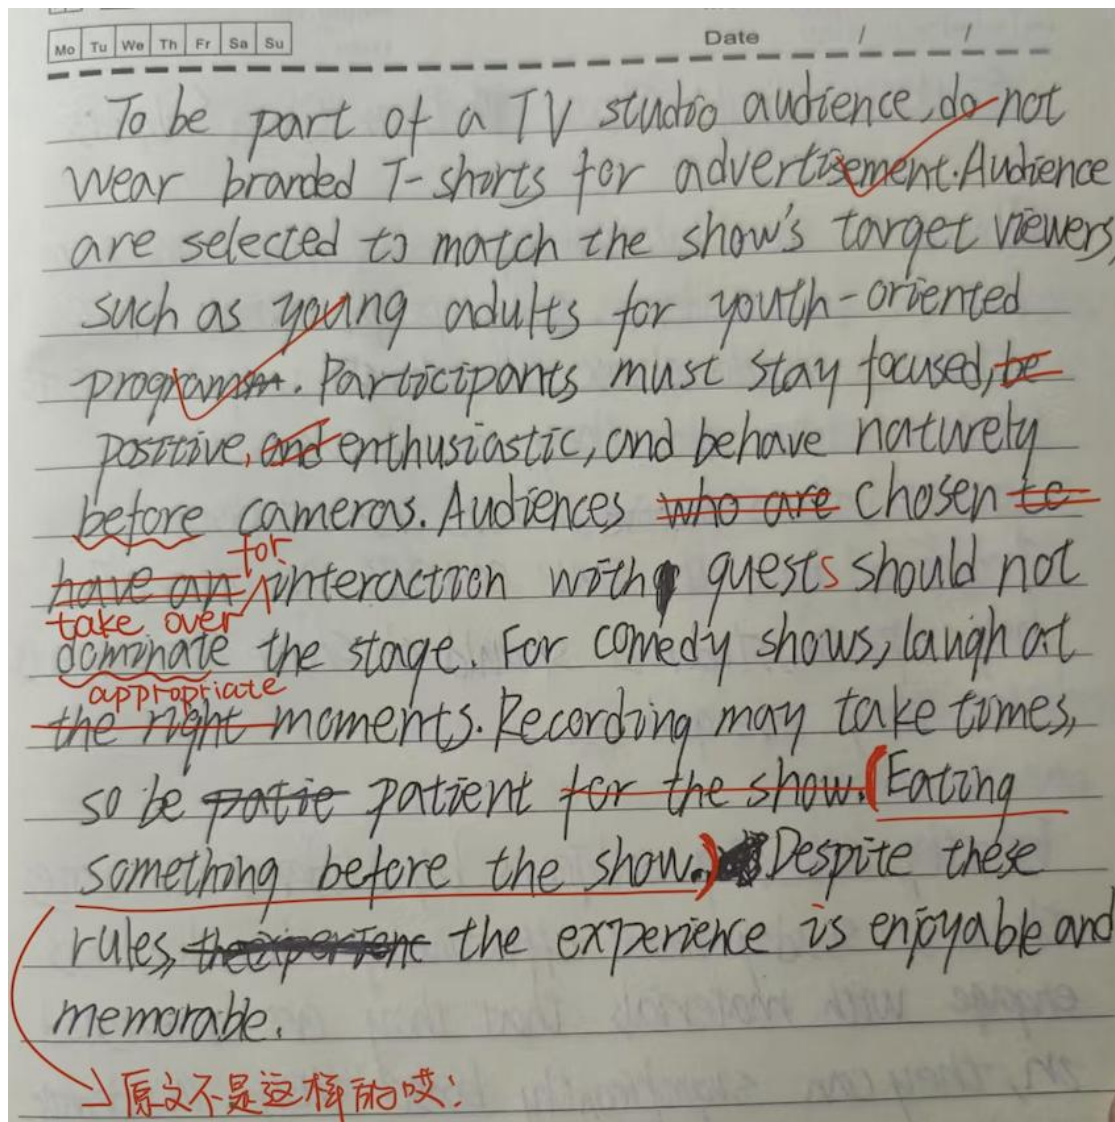 Mo Tu We Th Fr Sa Su
Date / /
To be part of a TV studio audience, do not
wear branded T-shirts for advertisement. Audience
are selected to match the show's target viewers,
such as young adults for youth-oriented
programs. Participants must stay focused, be
positive, and enthusiastic, and behave naturely
before cameras. Audiences who are chosen to
for
have an interaction with guests should not
take over
dominate the stage. For comedy shows, laugh at
appropriate
the right moments. Recording may take times,
so be patie patient for the show. (Eating
something before the show.) Despite these
rules, the experience is enjoyable and
memorable.
→原文不是这样的哎!